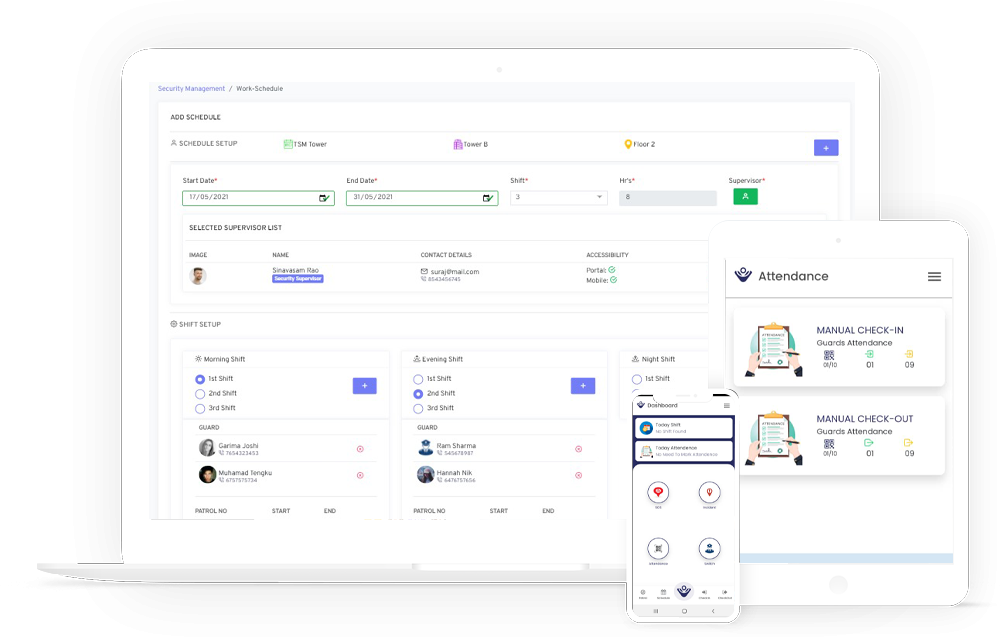 Security Management / Work-Schedule
ADD SCHEDULE
SCHEDULE SETUP
TSM Tower
Tower B
Floor 2
+
Start Date*
End Date*
Shift*
Hr's*
Supervisor*
17/05/2021
31/05/2021
3
8
SELECTED SUPERVISOR LIST
IMAGE
NAME
CONTACT DETAILS
ACCESSIBILITY
Sinavasam Rao
Security Supervisor
suraj@mail.com
6543456745
Portal:
Mobile:
SHIFT SETUP
Morning Shift
1st Shift
2nd Shift
3rd Shift
+
GUARD
Garima Joshi
7654323453
Muhamad Tengku
6757575734
PATROL NO
START
END
Evening Shift
1st Shift
2nd Shift
3rd Shift
+
GUARD
Ram Sharma
545678987
Hannah Nik
6476757656
PATROL NO
START
END
Night Shift
1st Shift
Attendance
MANUAL CHECK-IN
Guards Attendance
01/10
01
09
MANUAL CHECK-OUT
Guards Attendance
01/10
01
09
ATTENDANCE
ATTENDANCE
Dashboard
Today Shift
No Shift Found
Today Attendance
No Need To Mark Attendance
SOS